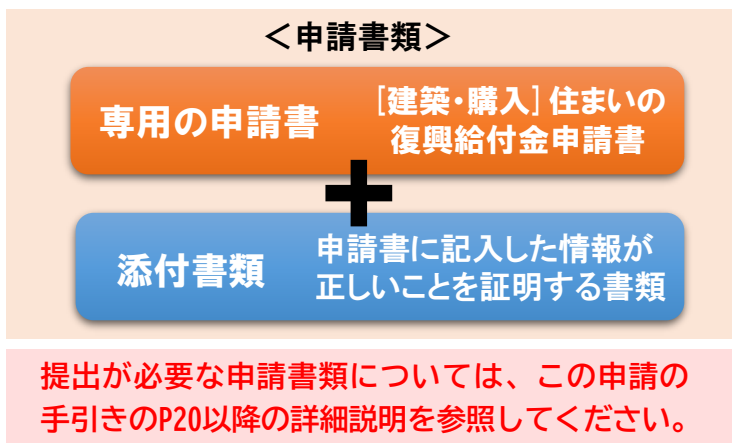 ＜申請書類＞
専用の申請書
[建築・購入] 住まいの
復興給付金申請書
+
添付書類
申請書に記入した情報が
正しいことを証明する書類
提出が必要な申請書類については、この申請の
手引きのP20以降の詳細説明を参照してください。